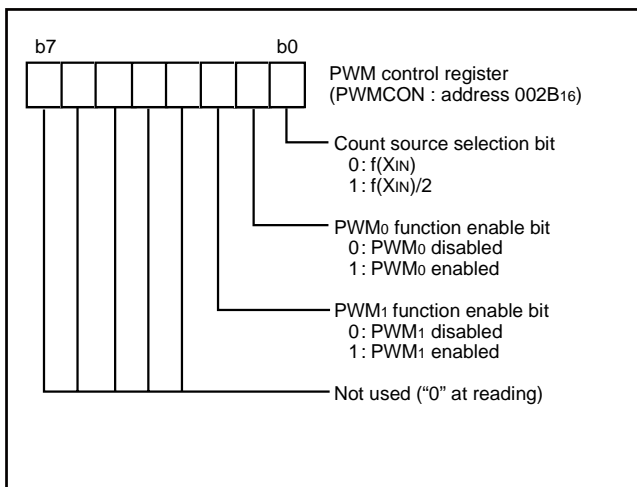 b7 b0
PWM control register
(PWMCON : address 002B16)
Count source selection bit
0: f(XIN)
1: f(XIN)/2
PWM0 function enable bit
0: PWM0 disabled
1: PWM0 enabled
PWM1 function enable bit
0: PWM1 disabled
1: PWM1 enabled
Not used (“0” at reading)